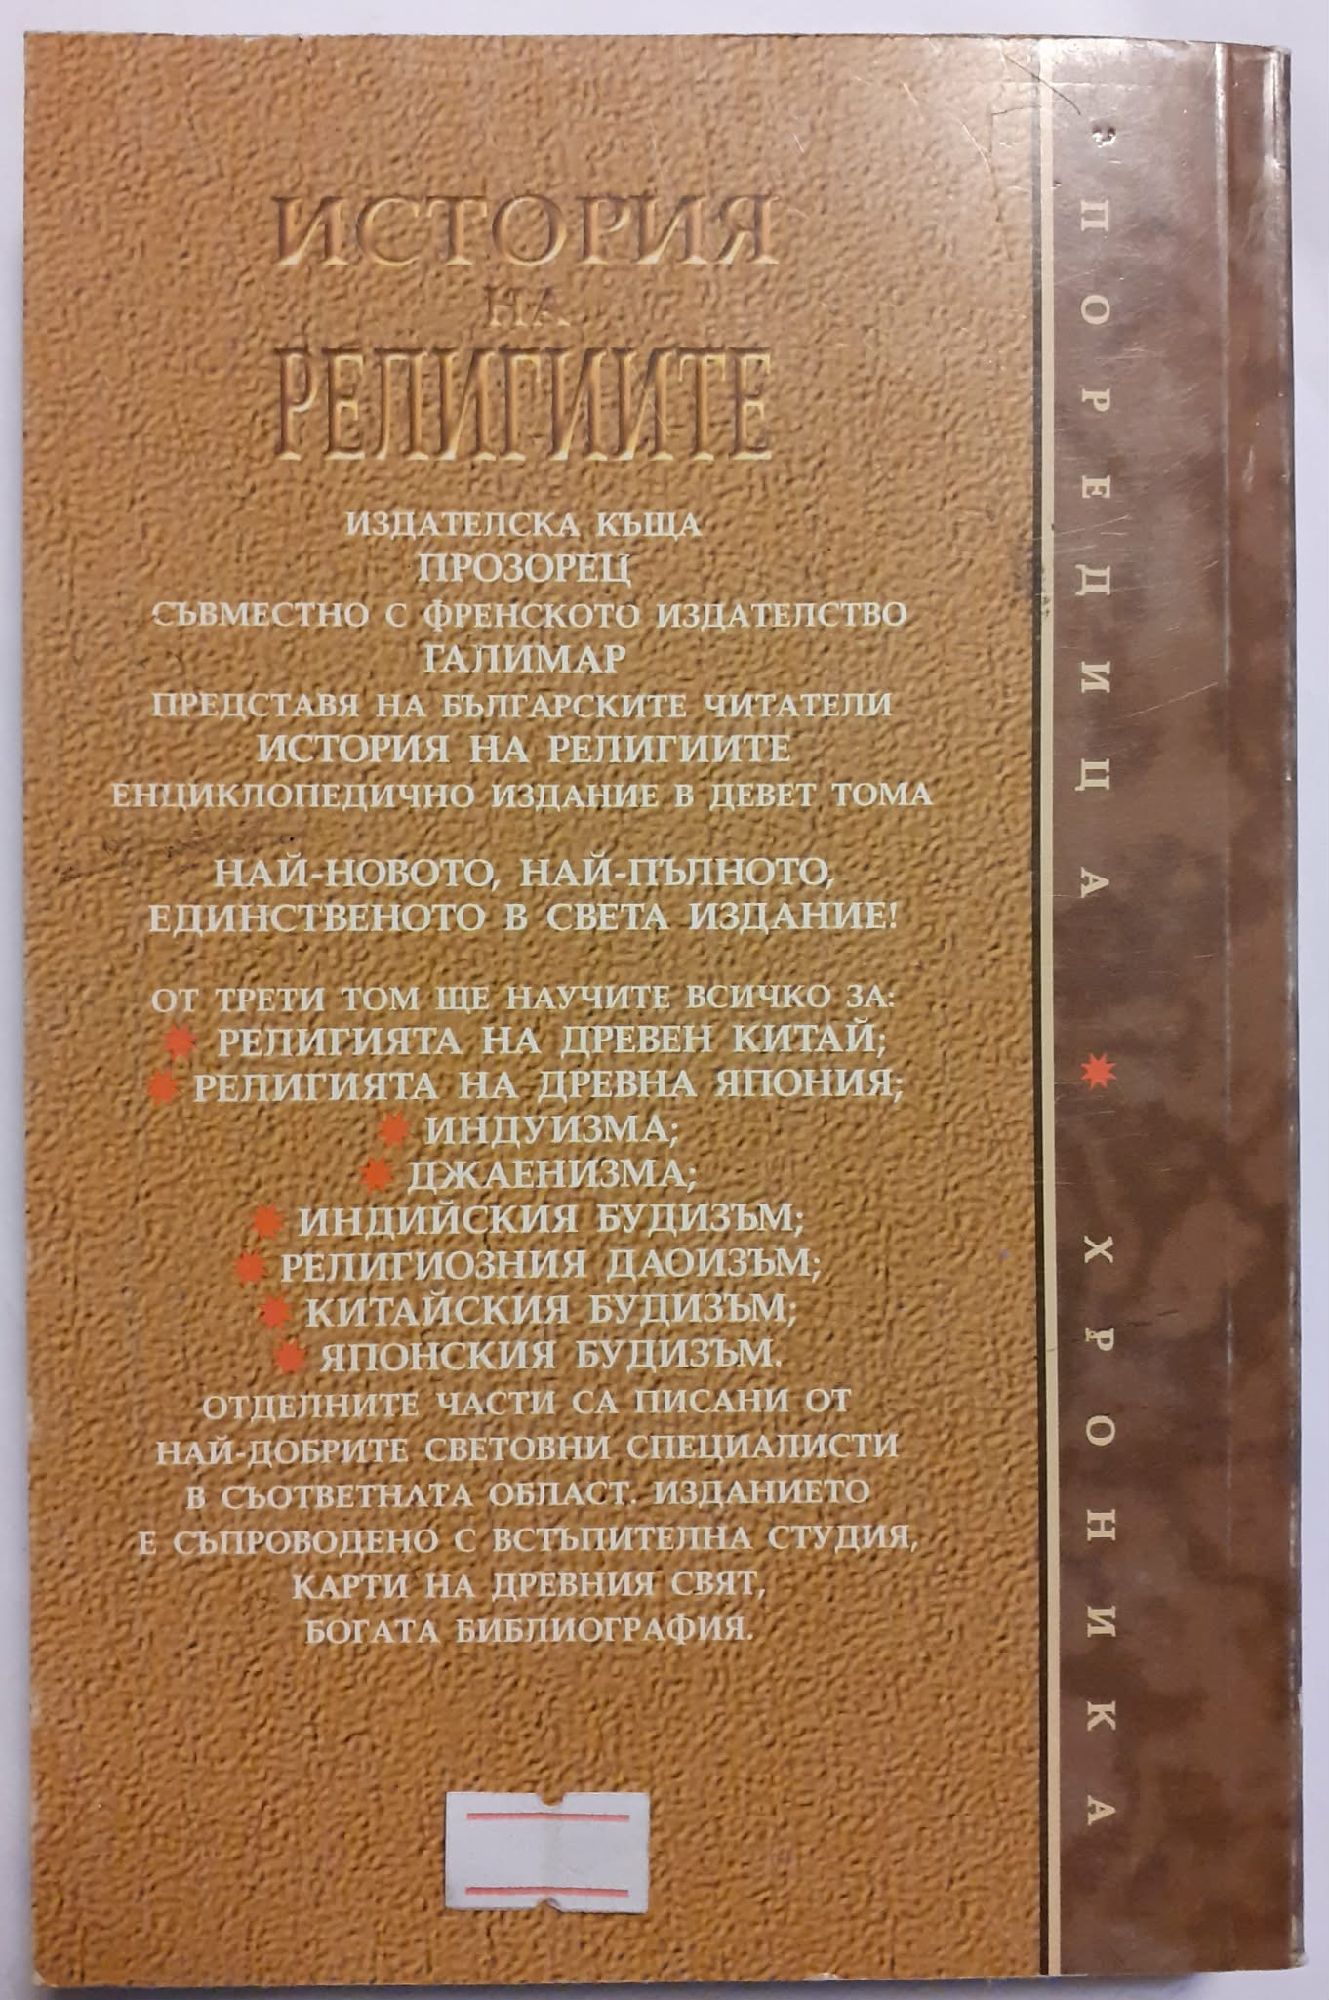 ИСТОРИЯ
НА
РЕЛИГИИТЕ
ИЗДАТЕЛСКА КЪЩА
ПРОЗОРЕЦ
СЪВМЕСТНО С ФРЕНСКОТО ИЗДАТЕЛСТВО
ГАЛИМАР
ПРЕДСТАВЯ НА БЪЛГАРСКИТЕ ЧИТАТЕЛИ
ИСТОРИЯ НА РЕЛИГИИТЕ
ЕНЦИКЛОПЕДИЧНО ИЗДАНИЕ В ДЕВЕТ ТОМА
НАЙ-НОВОТО, НАЙ-ПЪЛНОТО,
ЕДИНСТВЕНОТО В СВЕТА ИЗДАНИЕ!
ОТ ТРЕТИ ТОМ ЩЕ НАУЧИТЕ ВСИЧКО ЗА:
РЕЛИГИЯТА НА ДРЕВЕН КИТАЙ;
РЕЛИГИЯТА НА ДРЕВНА ЯПОНИЯ;
ИНДУИЗМА;
ДЖАЕНИЗМА;
ИНДИЙСКИЯ БУДИЗЪМ;
РЕЛИГИОЗНИЯ ДАОИЗЪМ;
КИТАЙСКИЯ БУДИЗЪМ;
ЯПОНСКИЯ БУДИЗЪМ.
ОТДЕЛНИТЕ ЧАСТИ СА ПИСАНИ ОТ
НАЙ-ДОБРИТЕ СВЕТОВНИ СПЕЦИАЛИСТИ
В СЪОТВЕТНАТА ОБЛАСТ. ИЗДАНИЕТО
Е СЪПРОВОДЕНО С ВСТЪПИТЕЛНА СТУДИЯ,
КАРТИ НА ДРЕВНИЯ СВЯТ,
БОГАТА БИБЛИОГРАФИЯ.
ПОРЕДИЦА ХРОНИКА